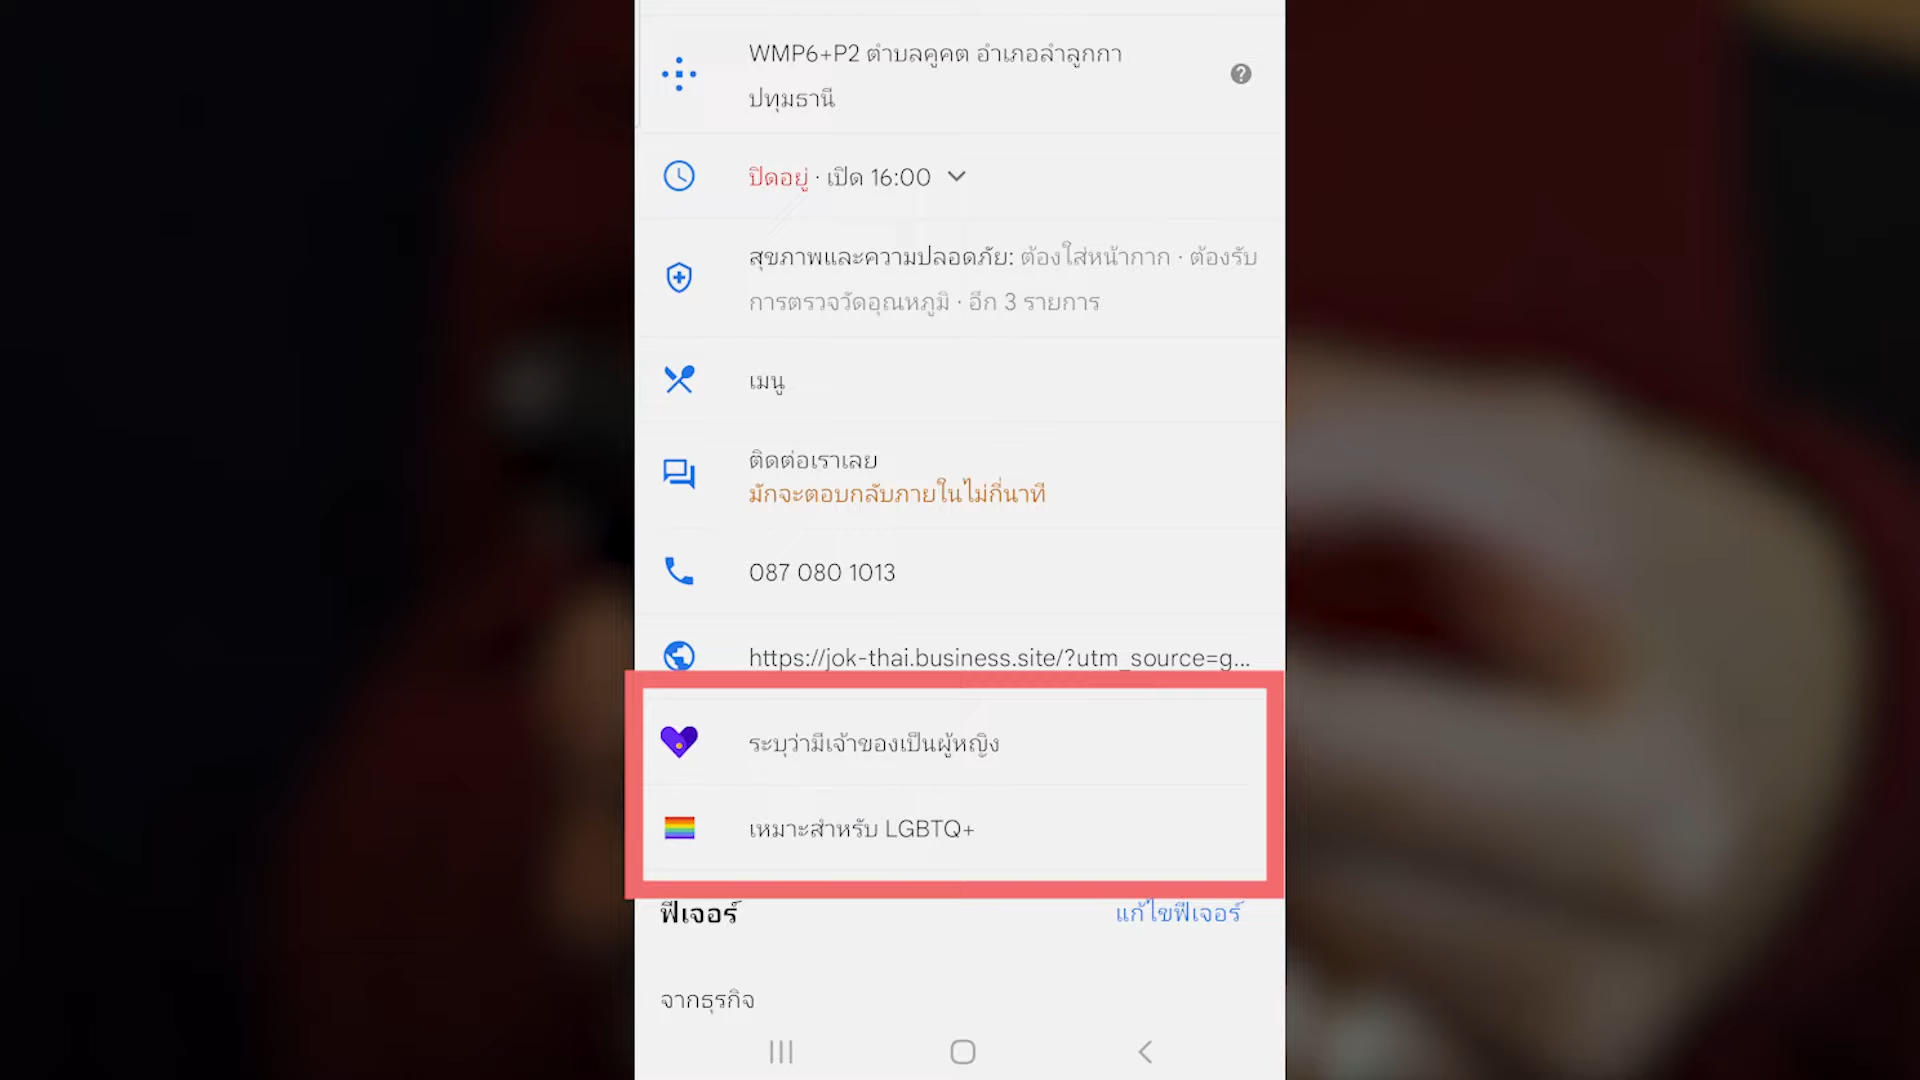 WMP6+P2 ตำบลคูคต อำเภอลำลูกกา
ปทุมธานี
ปิดอยู่ · เปิด 16:00
สุขภาพและความปลอดภัย: ต้องใส่หน้ากาก · ต้องรับ
การตรวจวัดอุณหภูมิ · อีก 3 รายการ
เมนู
ติดต่อเราเลย
มักจะตอบกลับภายในไม่กี่นาที
087 080 1013
https://jok-thai.business.site/?utm_source=g...
ระบุว่ามีเจ้าของเป็นผู้หญิง
เหมาะสำหรับ LGBTQ+
ฟีเจอร์ แก้ไขฟีเจอร์
จากธุรกิจ